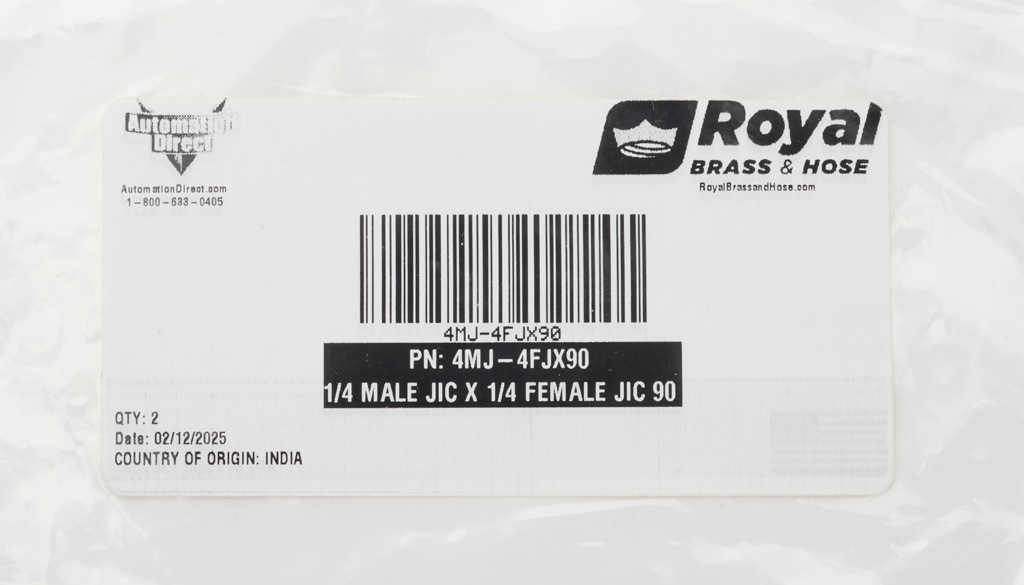 Automation
Direct
AutomationDirect.com
1-800-633-0405
Royal
BRASS & HOSE
RoyalBrassandHose.com
4MJ-4FJX90
PN: 4MJ-4FJX90
1/4 MALE JIC X 1/4 FEMALE JIC 90
QTY: 2
Date: 02/12/2025
COUNTRY OF ORIGIN: INDIA